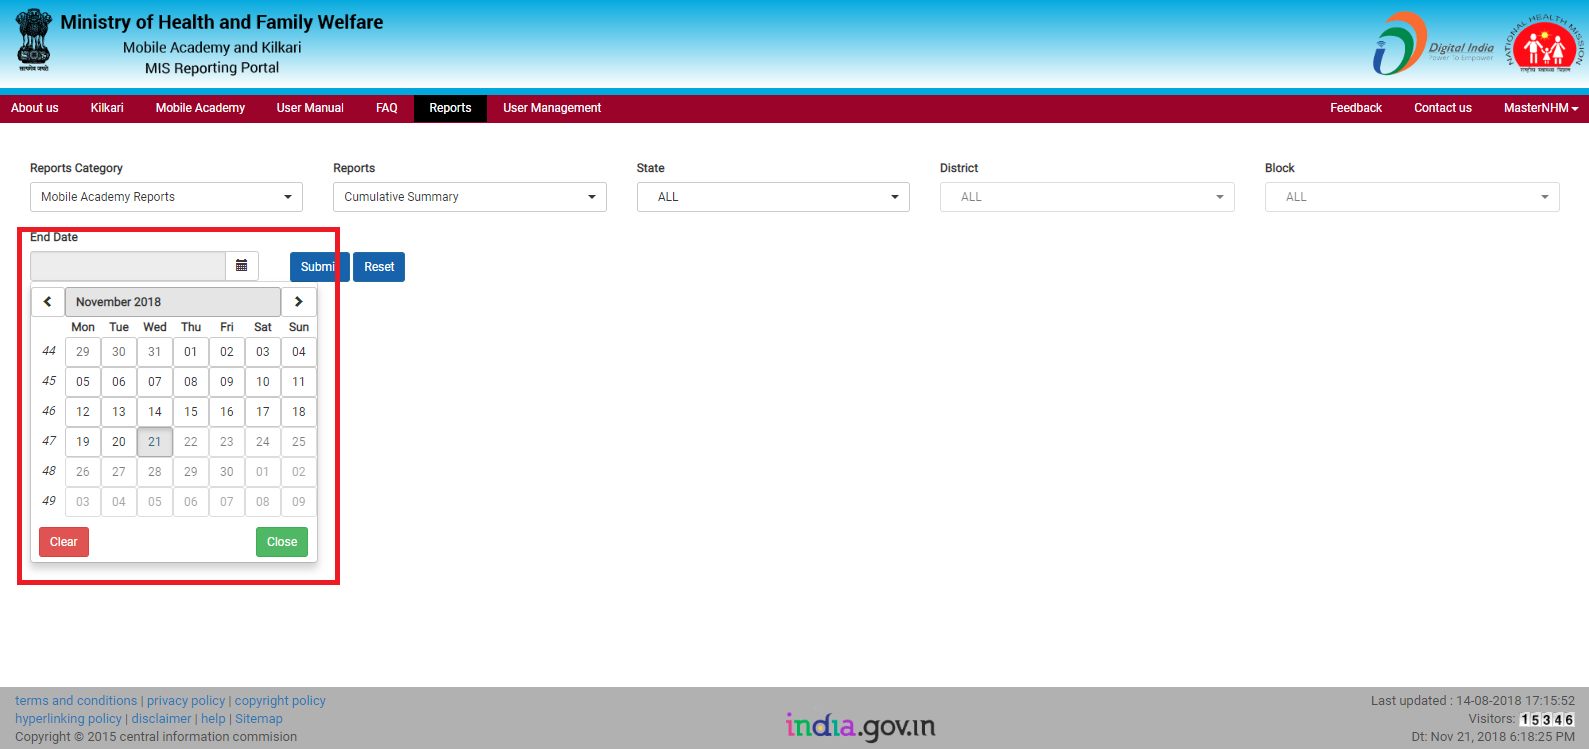 Ministry of Health and Family Welfare
Mobile Academy and Kilkari
MIS Reporting Portal
सत्यमेव जयते
Digital India
Power To Empower
NATIONAL HEALTH MISSION
राष्ट्रीय स्वास्थ्य मिशन
About us Kilkari Mobile Academy User Manual FAQ Reports User Management Feedback Contact us MasterNHM
Reports Category Reports State District Block
Mobile Academy Reports Cumulative Summary ALL ALL ALL
End Date
Submi Reset
November 2018
Mon Tue Wed Thu Fri Sat Sun
44 29 30 31 01 02 03 04
45 05 06 07 08 09 10 11
46 12 13 14 15 16 17 18
47 19 20 21 22 23 24 25
48 26 27 28 29 30 01 02
49 03 04 05 06 07 08 09
Clear Close
terms and conditions | privacy policy | copyright policy
hyperlinking policy | disclaimer | help | Sitemap
Copyright © 2015 central information commision
india.gov.in
Last updated : 14-08-2018 17:15:52
Visitors: 15346
Dt: Nov 21, 2018 6:18:25 PM